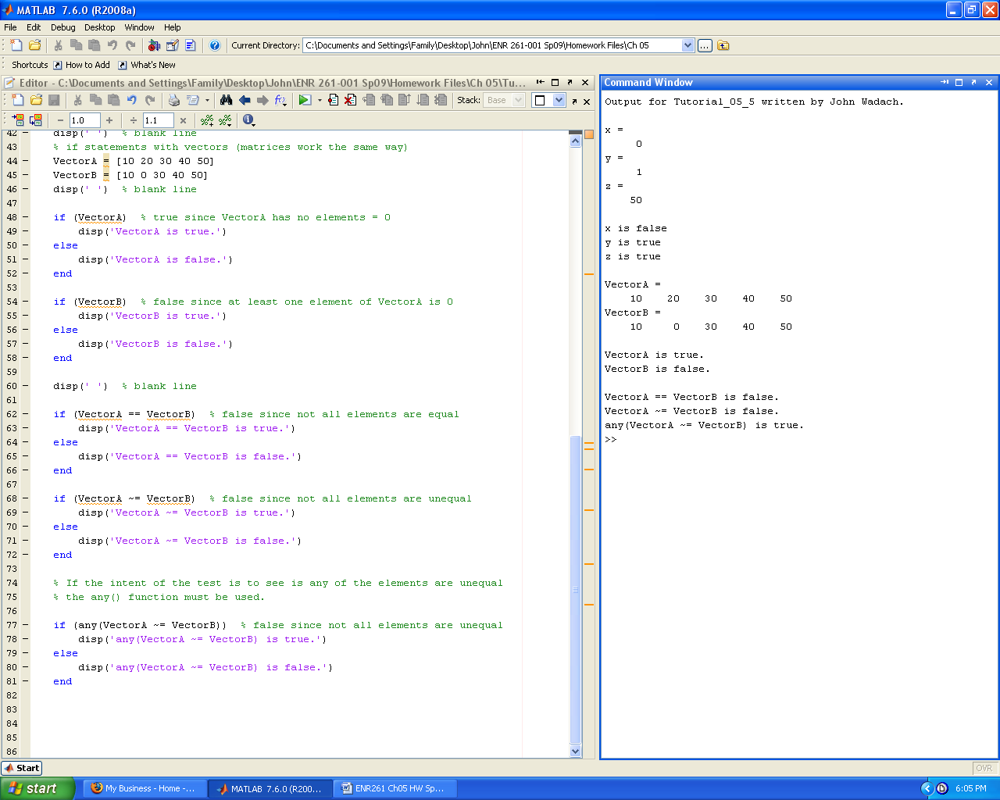 MATLAB 7.6.0 (R2008a)
File Edit Debug Desktop Window Help
Current Directory: C:\Documents and Settings\Family\Desktop\John\ENR 261-001 Sp09\Homework Files\Ch 05 ...
Shortcuts How to Add What's New
Editor - C:\Documents and Settings\Family\Desktop\John\ENR 261-001 Sp09\Homework Files\Ch 05\Tu...
Stack: Base
− 1.0 + ÷ 1.1 ×
42 – disp(' ') % blank line
43 % if statements with vectors (matrices work the same way)
44 – VectorA = [10 20 30 40 50]
45 – VectorB = [10 0 30 40 50]
46 – disp(' ') % blank line
47
48 – if (VectorA) % true since VectorA has no elements = 0
49 – disp('VectorA is true.')
50 – else
51 – disp('VectorA is false.')
52 – end
53
54 – if (VectorB) % false since at least one element of VectorA is 0
55 – disp('VectorB is true.')
56 – else
57 – disp('VectorB is false.')
58 – end
59
60 – disp(' ') % blank line
61
62 – if (VectorA == VectorB) % false since not all elements are equal
63 – disp('VectorA == VectorB is true.')
64 – else
65 – disp('VectorA == VectorB is false.')
66 – end
67
68 – if (VectorA ~= VectorB) % false since not all elements are unequal
69 – disp('VectorA ~= VectorB is true.')
70 – else
71 – disp('VectorA ~= VectorB is false.')
72 – end
73
74 % If the intent of the test is to see is any of the elements are unequal
75 % the any() function must be used.
76
77 – if (any(VectorA ~= VectorB)) % false since not all elements are unequal
78 – disp('any(VectorA ~= VectorB) is true.')
79 – else
80 – disp('any(VectorA ~= VectorB) is false.')
81 – end
82
83
84
85
86
Command Window
Output for Tutorial_05_5 written by John Wadach.
x =
0
y =
1
z =
50
x is false
y is true
z is true
VectorA =
10 20 30 40 50
VectorB =
10 0 30 40 50
VectorA is true.
VectorB is false.
VectorA == VectorB is false.
VectorA ~= VectorB is false.
any(VectorA ~= VectorB) is true.
>>
Start OVR
start My Business - Home -... MATLAB 7.6.0 (R200... ENR261 Ch05 HW Sp... 6:05 PM